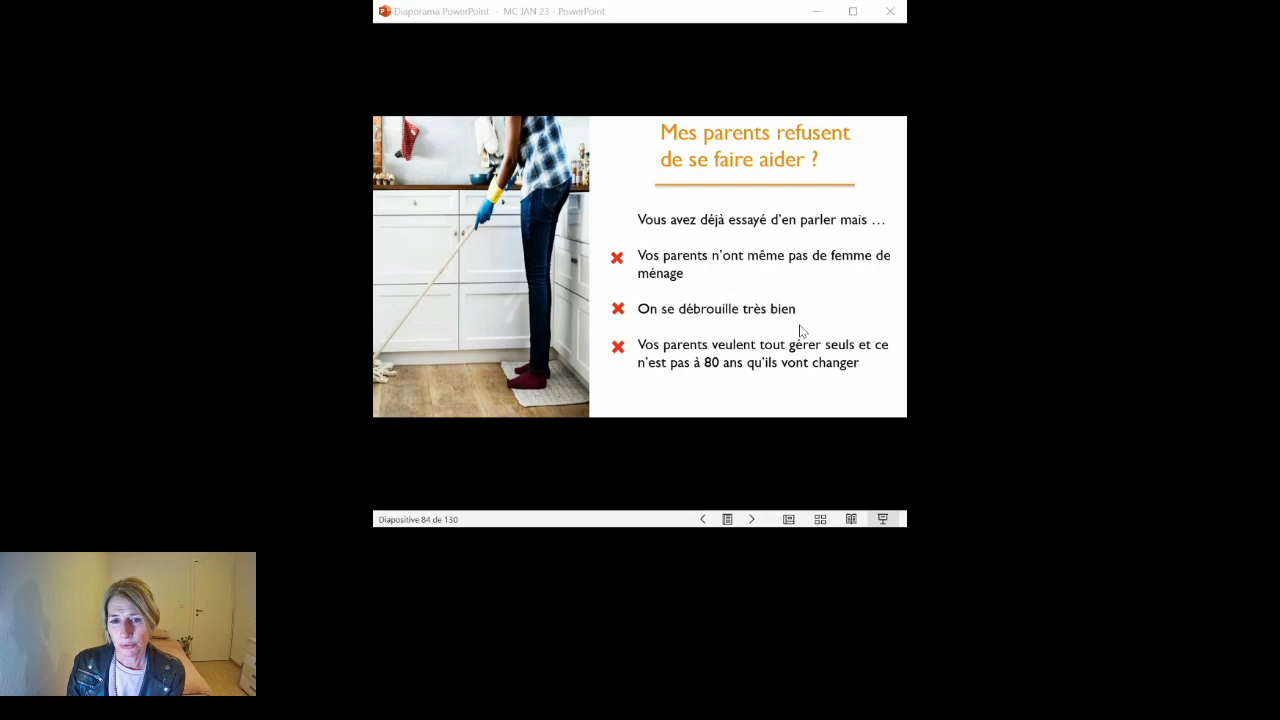 Diaporama PowerPoint - MC JAN 23 - PowerPoint
Mes parents refusent
de se faire aider ?
Vous avez déjà essayé d'en parler mais …
Vos parents n'ont même pas de femme de
ménage
On se débrouille très bien
Vos parents veulent tout gérer seuls et ce
n'est pas à 80 ans qu'ils vont changer
Diapositive 84 de 130